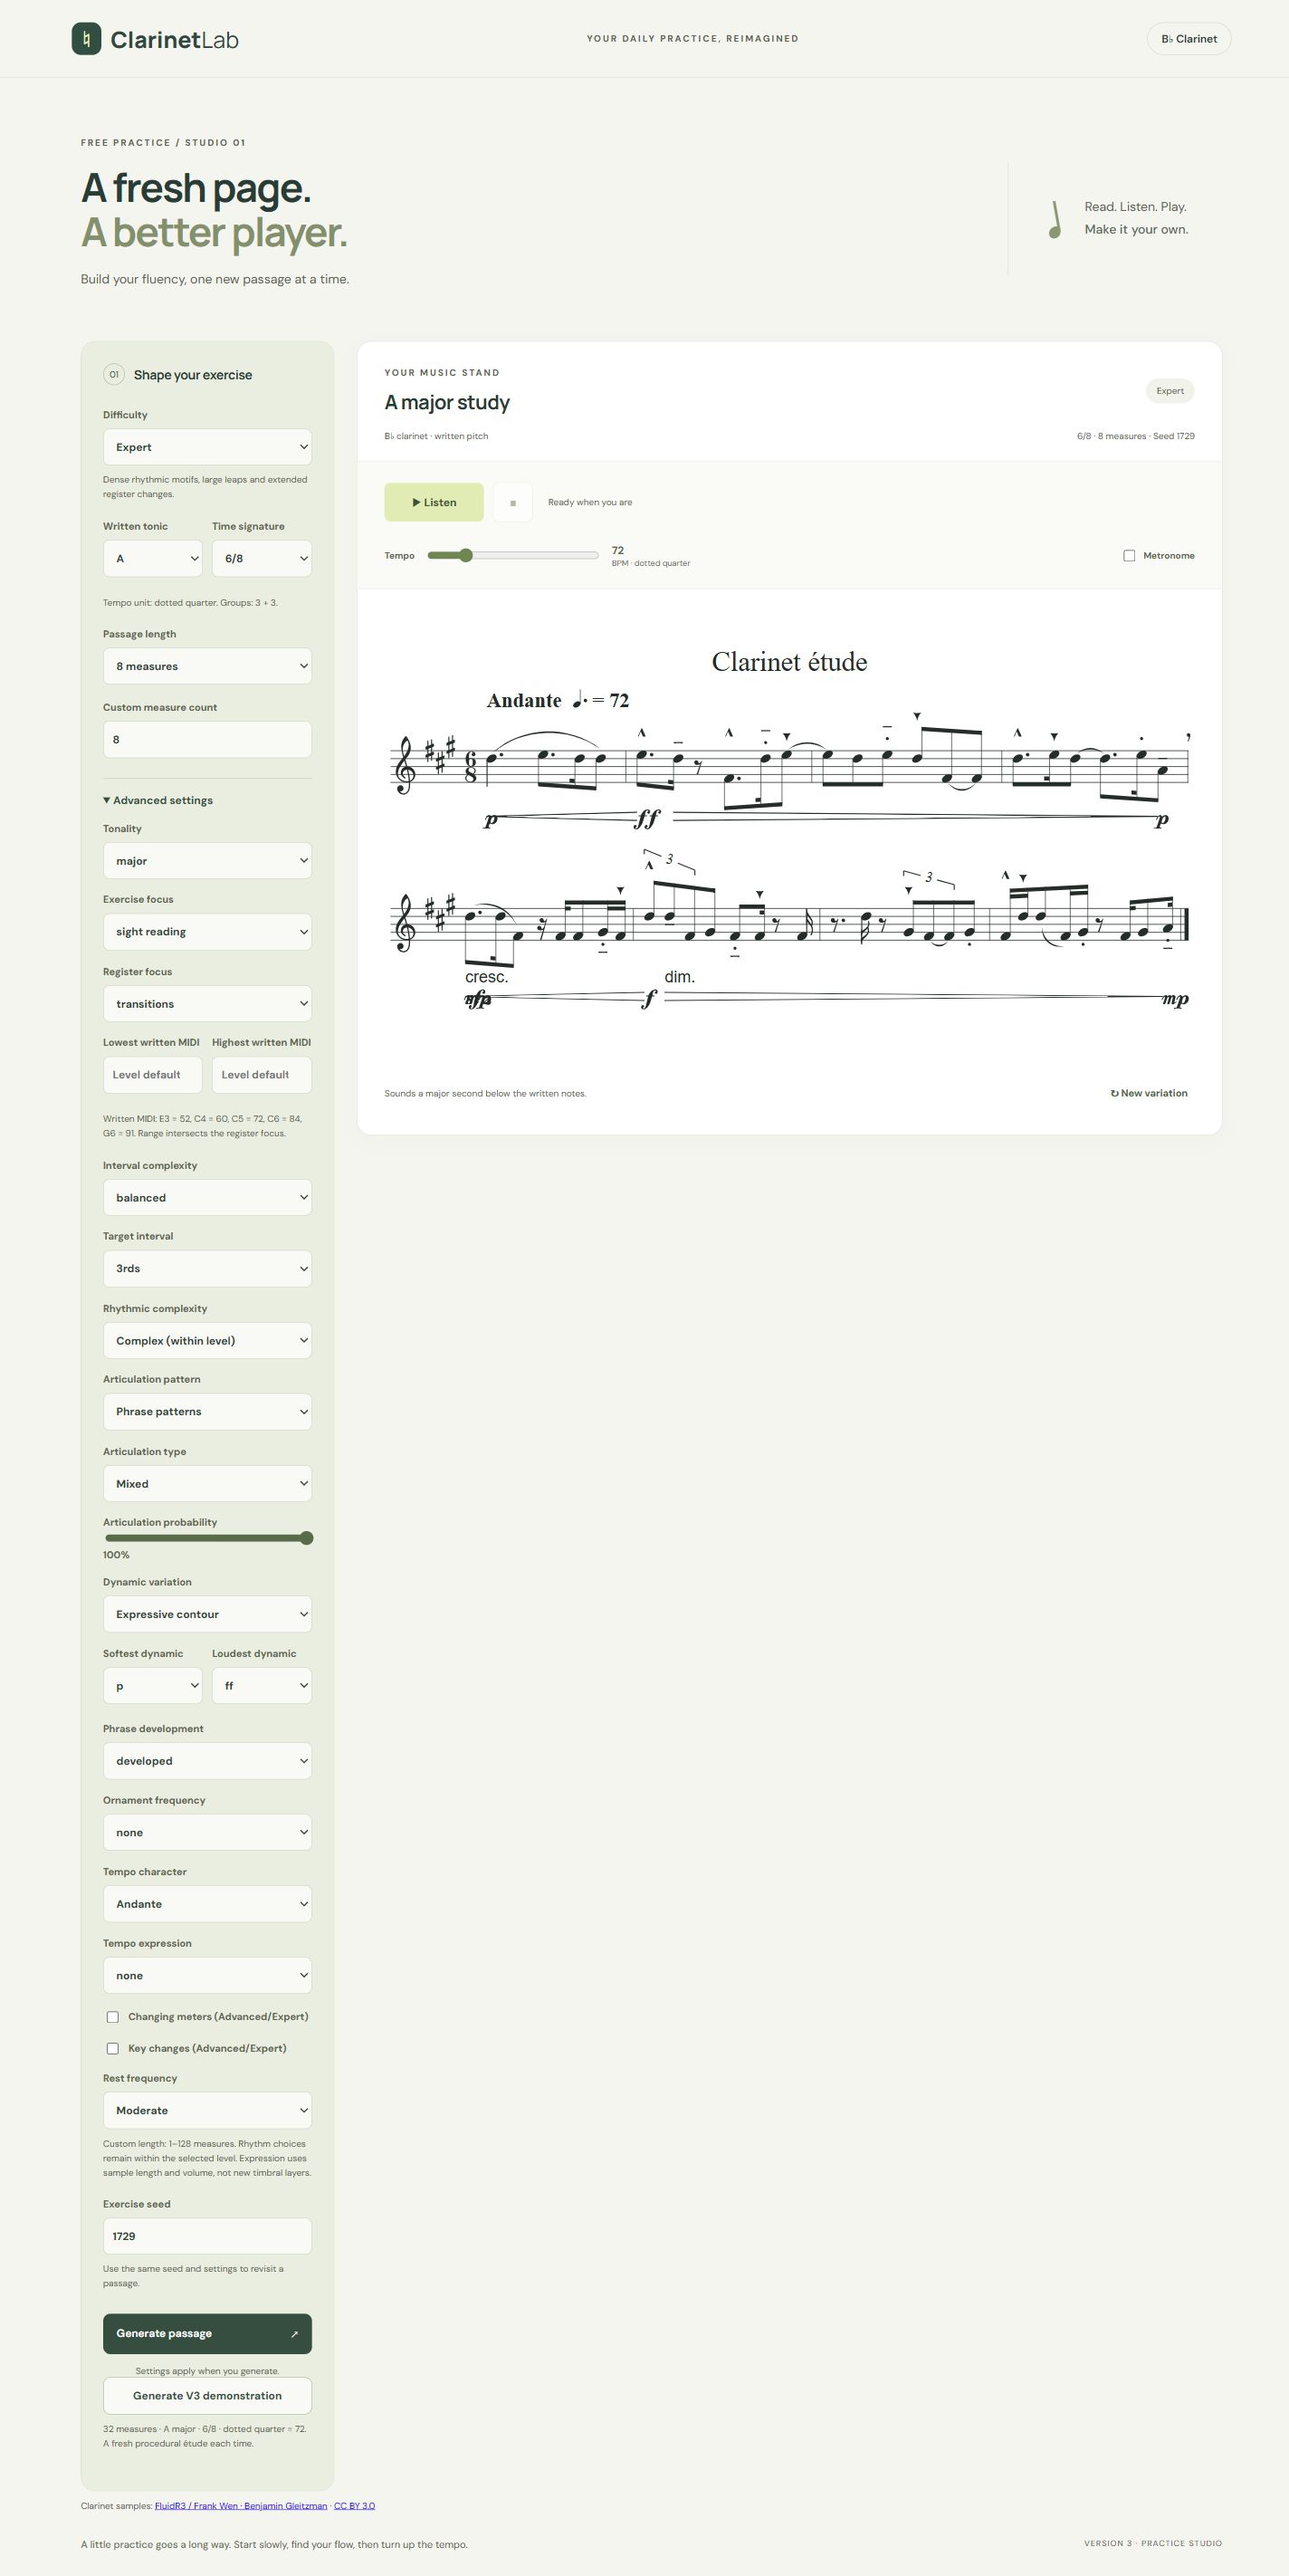 ClarinetLab
YOUR DAILY PRACTICE, REIMAGINED
B♭ Clarinet
FREE PRACTICE / STUDIO 01
A fresh page.
A better player.
Build your fluency, one new passage at a time.
Read. Listen. Play.
Make it your own.
01 Shape your exercise
Difficulty
Expert
Dense rhythmic motifs, large leaps and extended
register changes.
Written tonic Time signature
A 6/8
Tempo unit: dotted quarter. Groups: 3 + 3.
Passage length
8 measures
Custom measure count
8
▼ Advanced settings
Tonality
major
Exercise focus
sight reading
Register focus
transitions
Lowest written MIDI Highest written MIDI
Level default Level default
Written MIDI: E3 = 52, C4 = 60, C5 = 72, C6 = 84,
G6 = 91. Range intersects the register focus.
Interval complexity
balanced
Target interval
3rds
Rhythmic complexity
Complex (within level)
Articulation pattern
Phrase patterns
Articulation type
Mixed
Articulation probability
100%
Dynamic variation
Expressive contour
Softest dynamic Loudest dynamic
p ff
Phrase development
developed
Ornament frequency
none
Tempo character
Andante
Tempo expression
none
Changing meters (Advanced/Expert)
Key changes (Advanced/Expert)
Rest frequency
Moderate
Custom length: 1–128 measures. Rhythm choices
remain within the selected level. Expression uses
sample length and volume, not new timbral layers.
Exercise seed
1729
Use the same seed and settings to revisit a
passage.
Generate passage ↗
Settings apply when you generate.
Generate V3 demonstration
32 measures · A major · 6/8 · dotted quarter = 72.
A fresh procedural étude each time.
YOUR MUSIC STAND
A major study
Expert
B♭ clarinet · written pitch
6/8 · 8 measures · Seed 1729
▶ Listen
■
Ready when you are
Tempo
72
BPM · dotted quarter
Metronome
Clarinet étude
Andante ♩. = 72
6
8
p ff p
3 3
cresc. dim.
f mp
Sounds a major second below the written notes.
↻ New variation
Clarinet samples: FluidR3 / Frank Wen · Benjamin Gleitzman · CC BY 3.0
A little practice goes a long way. Start slowly, find your flow, then turn up the tempo.
VERSION 3 · PRACTICE STUDIO